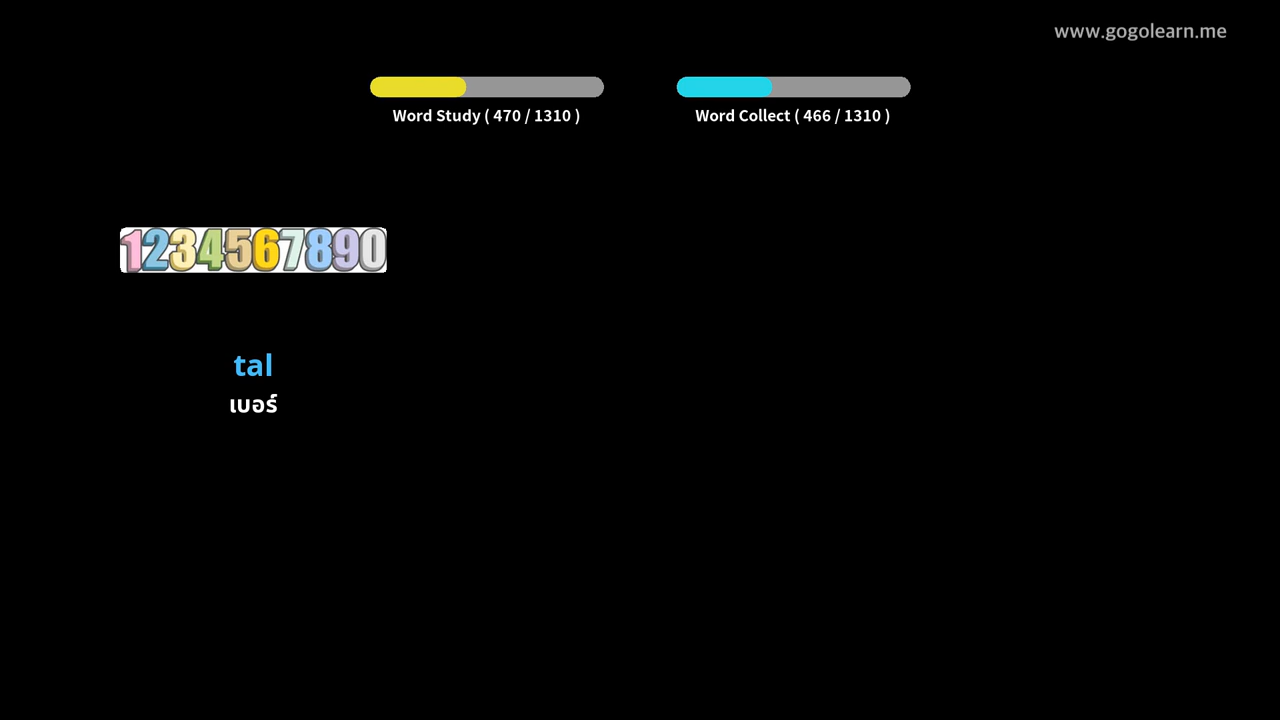 www.gogolearn.me
Word Study ( 470 / 1310 )
Word Collect ( 466 / 1310 )
1234567890
tal
เบอร์